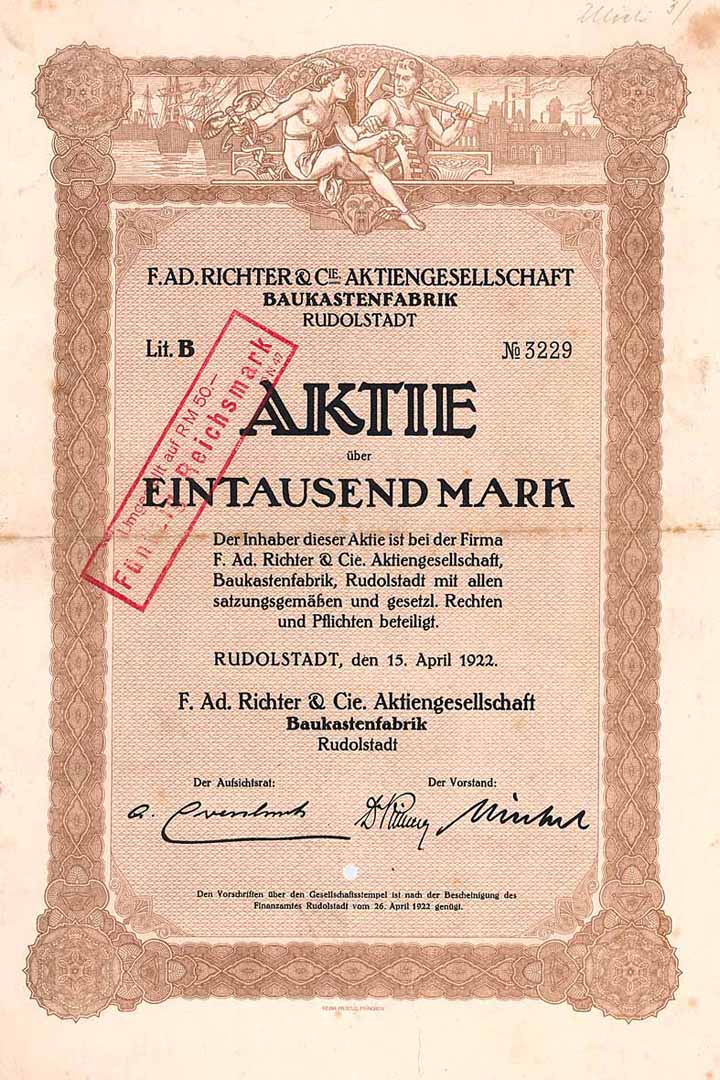 F. AD. RICHTER & CIE. AKTIENGESELLSCHAFT
BAUKASTENFABRIK
RUDOLSTADT
Lit. B
№ 3229
AKTIE
über
EINTAUSEND MARK
auf RM 50.–
Reichsmark
Der Inhaber dieser Aktie ist bei der Firma
F. Ad. Richter & Cie. Aktiengesellschaft,
Baukastenfabrik, Rudolstadt mit allen
satzungsgemäßen und gesetzl. Rechten
und Pflichten beteiligt.
RUDOLSTADT, den 15. April 1922.
F. Ad. Richter & Cie. Aktiengesellschaft
Baukastenfabrik
Rudolstadt
Der Aufsichtsrat:
Der Vorstand:
Den Vorschriften über den Gesellschaftsstempel ist nach der Bescheinigung des
Finanzamtes Rudolstadt vom 26. April 1922 genügt.